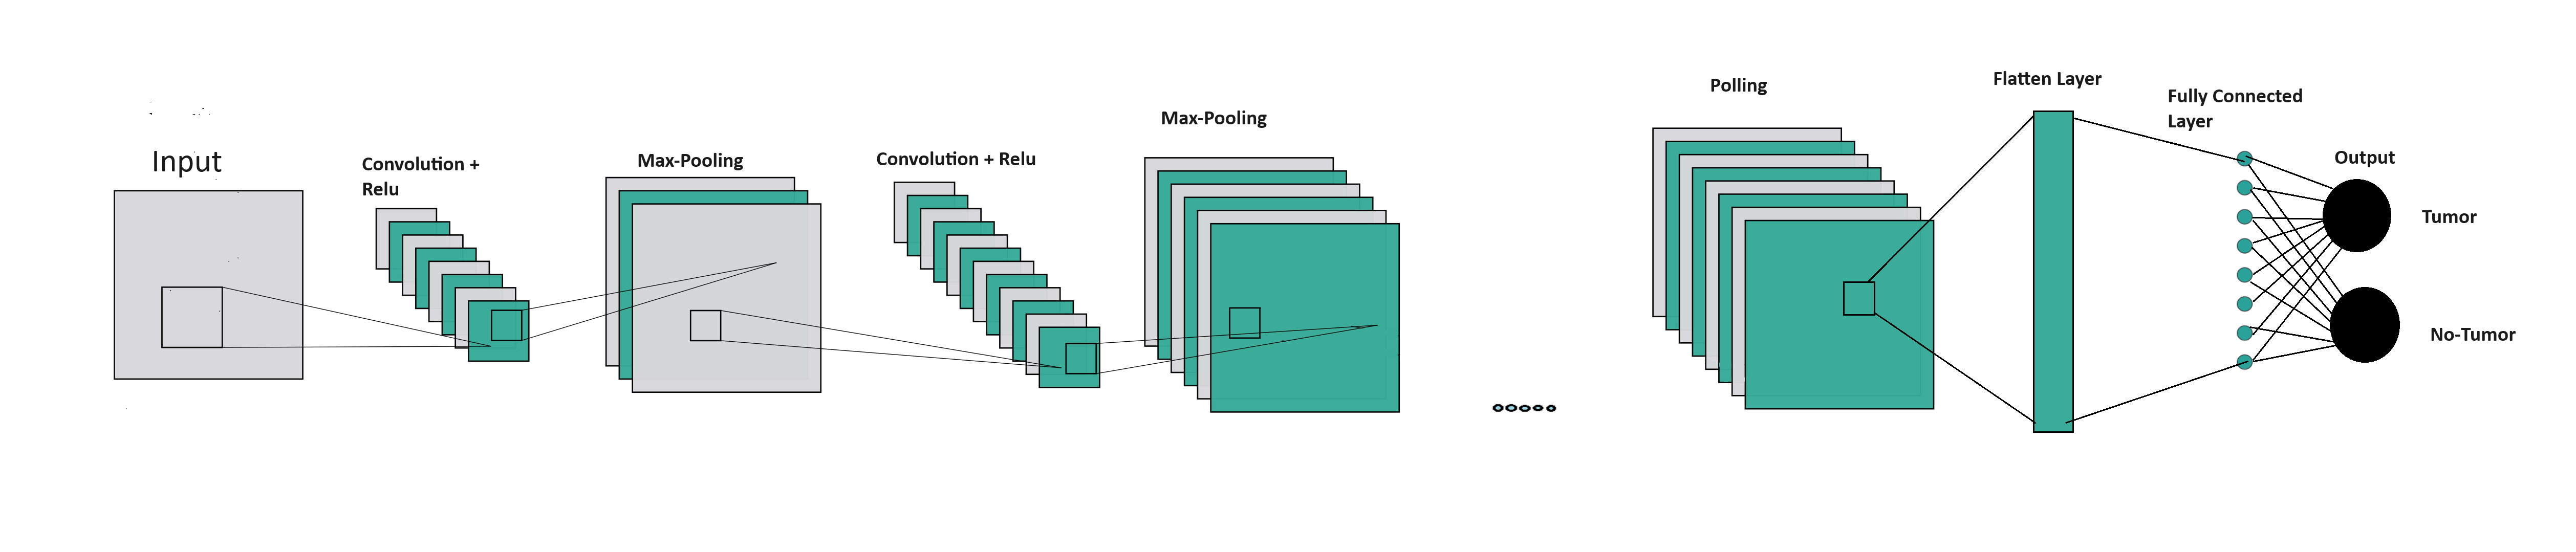 Input
Convolution +
Relu
Max-Pooling
Convolution + Relu
Max-Pooling
Polling
Flatten Layer
Fully Connected
Layer
Output
Tumor
No-Tumor